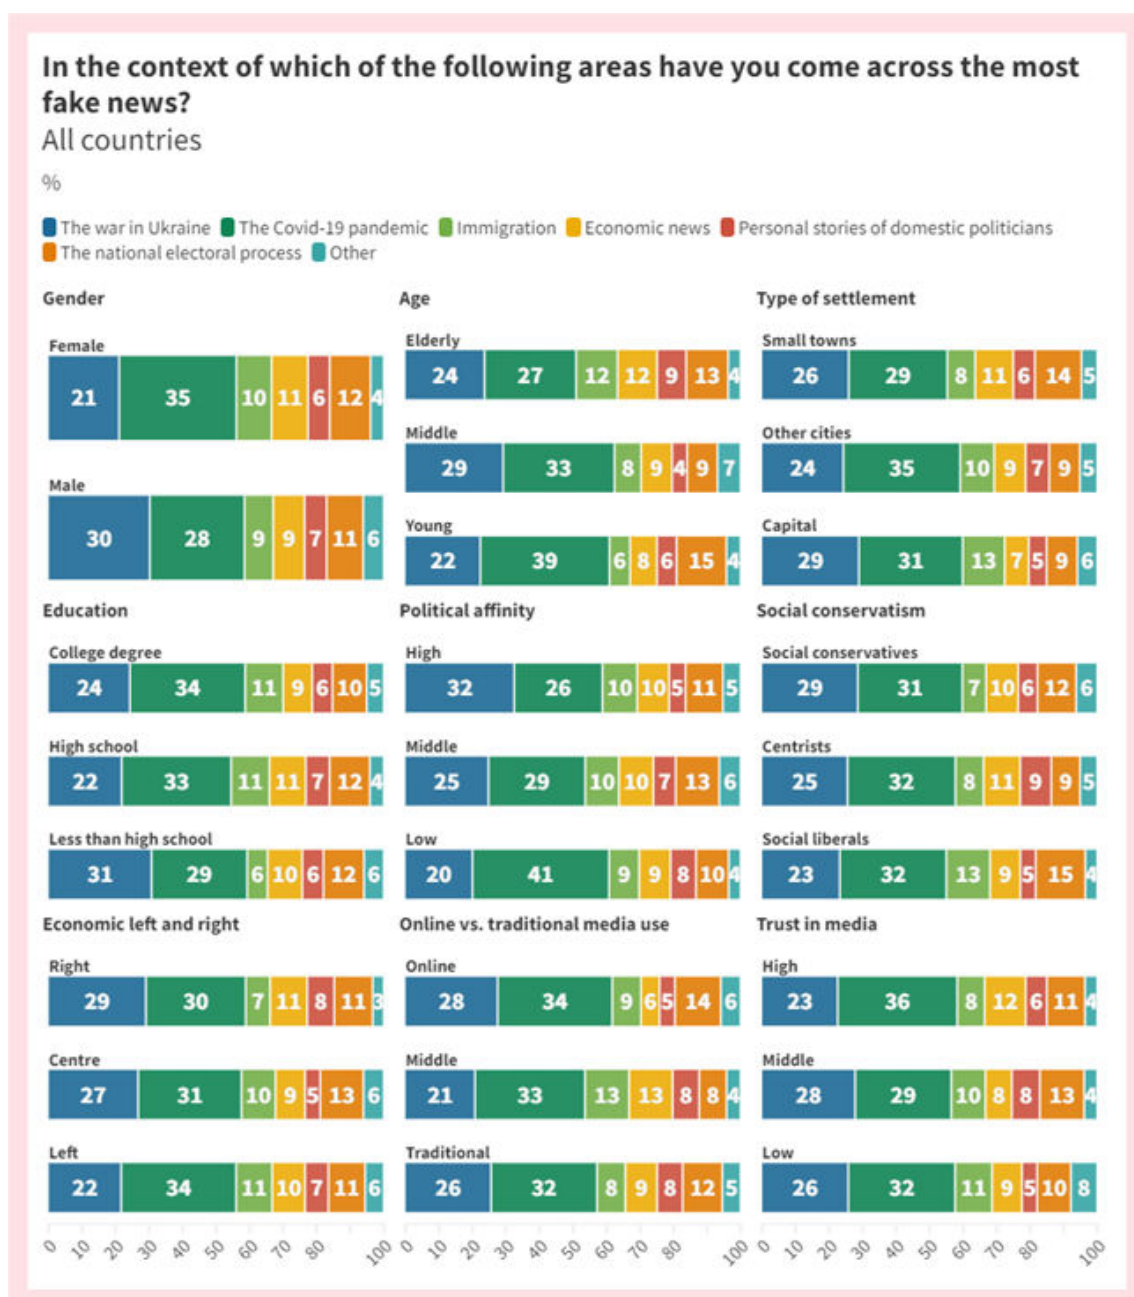 In the context of which of the following areas have you come across the most
fake news?
All countries
%
The war in Ukraine The Covid-19 pandemic Immigration Economic news Personal stories of domestic politicians
The national electoral process Other
Gender Age Type of settlement
Female
21 35 10 11 6 12 4
Male
30 28 9 9 7 11 6
Elderly
24 27 12 12 9 13 4
Middle
29 33 8 9 4 9 7
Young
22 39 6 8 6 15 4
Small towns
26 29 8 11 6 14 5
Other cities
24 35 10 9 7 9 5
Capital
29 31 13 7 5 9 6
Education Political affinity Social conservatism
College degree High Social conservatives
24 34 11 9 6 10 5 32 26 10 10 5 11 5 29 31 7 10 6 12 6
High school Middle Centrists
22 33 11 11 7 12 4 25 29 10 10 7 13 6 25 32 8 11 9 9 5
Less than high school Low Social liberals
31 29 6 10 6 12 6 20 41 9 9 8 10 4 23 32 13 9 5 15 4
Economic left and right Online vs. traditional media use Trust in media
Right Online High
29 30 7 11 8 11 3 28 34 9 6 5 14 6 23 36 8 12 6 11 4
Centre Middle Middle
27 31 10 9 5 13 6 21 33 13 13 8 8 4 28 29 10 8 8 13 4
Left Traditional Low
22 34 11 10 7 11 6 26 32 8 9 8 12 5 26 32 11 9 5 10 8
0 10 20 30 40 50 60 70 80 100 0 10 20 30 40 50 60 70 80 100 0 10 20 30 40 50 60 70 80 100